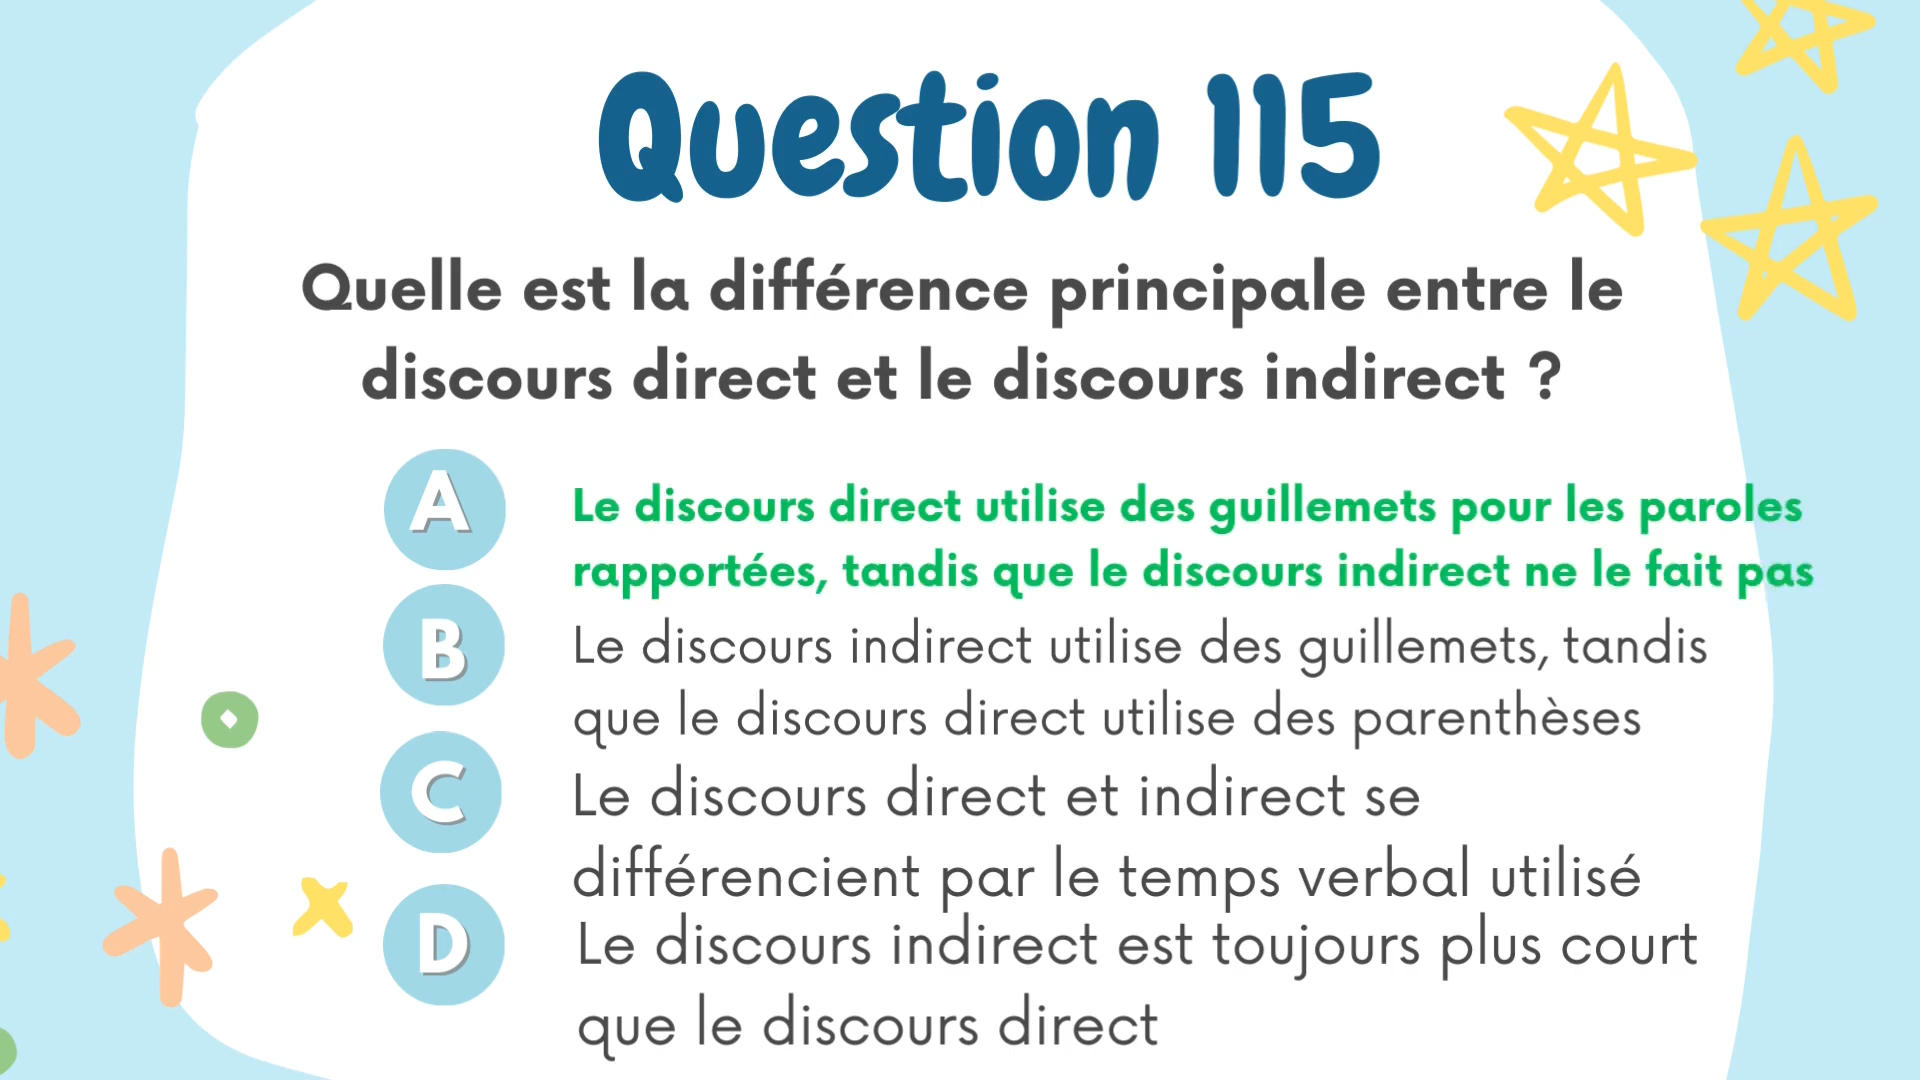 Question 115
Quelle est la différence principale entre le
discours direct et le discours indirect ?
A
Le discours direct utilise des guillemets pour les paroles
rapportées, tandis que le discours indirect ne le fait pas
B
Le discours indirect utilise des guillemets, tandis
que le discours direct utilise des parenthèses
C
Le discours direct et indirect se
différencient par le temps verbal utilisé
D
Le discours indirect est toujours plus court
que le discours direct